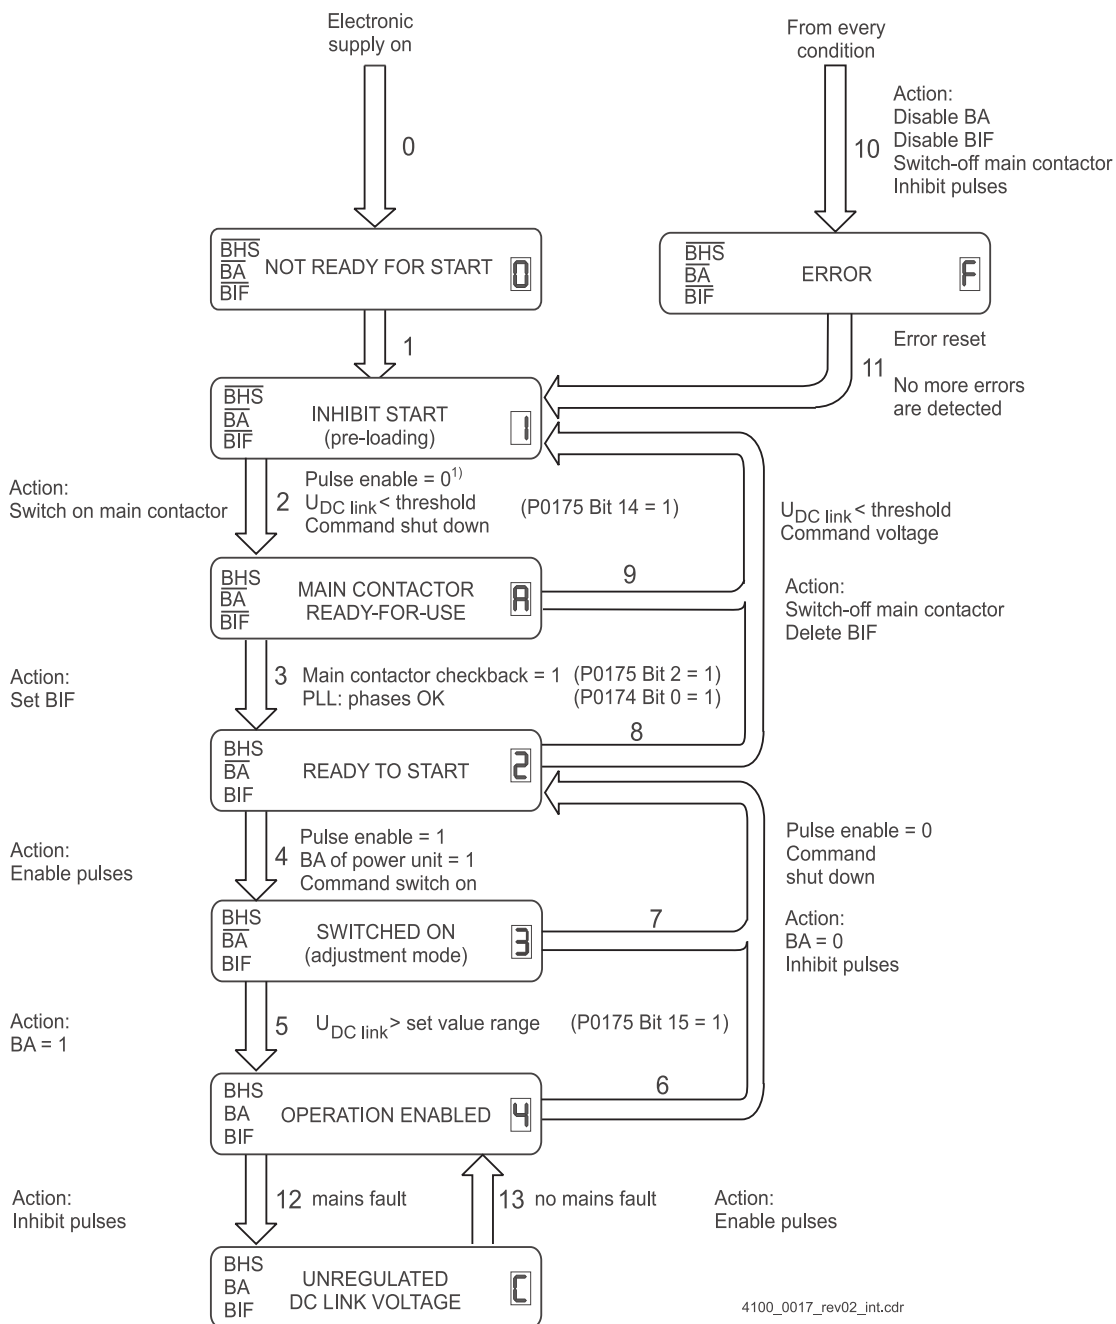 Electronic
supply on
From every
condition
0
10
Action:
Disable BA
Disable BIF
Switch-off main contactor
Inhibit pulses
BHS
BA
BIF
NOT READY FOR START
0
BHS
BA
BIF
ERROR
F
1
Error reset
11
No more errors
are detected
BHS
BA
BIF
INHIBIT START
(pre-loading)
1
Action:
Switch on main contactor
2
Pulse enable = 0¹⁾
U DC link < threshold
Command shut down
(P0175 Bit 14 = 1)
U DC link < threshold
Command voltage
BHS
BA
BIF
MAIN CONTACTOR
READY-FOR-USE
A
9
Action:
Switch-off main contactor
Delete BIF
Action:
Set BIF
3
Main contactor checkback = 1 (P0175 Bit 2 = 1)
PLL: phases OK (P0174 Bit 0 = 1)
8
BHS
BA
BIF
READY TO START
2
Action:
Enable pulses
4
Pulse enable = 1
BA of power unit = 1
Command switch on
Pulse enable = 0
Command
shut down
BHS
BA
BIF
SWITCHED ON
(adjustment mode)
3
7
Action:
BA = 0
Inhibit pulses
Action:
BA = 1
5
U DC link > set value range (P0175 Bit 15 = 1)
6
BHS
BA
BIF
OPERATION ENABLED
4
Action:
Inhibit pulses
12 mains fault
13 no mains fault
Action:
Enable pulses
BHS
BA
BIF
UNREGULATED
DC LINK VOLTAGE
C
4100_0017_rev02_int.cdr